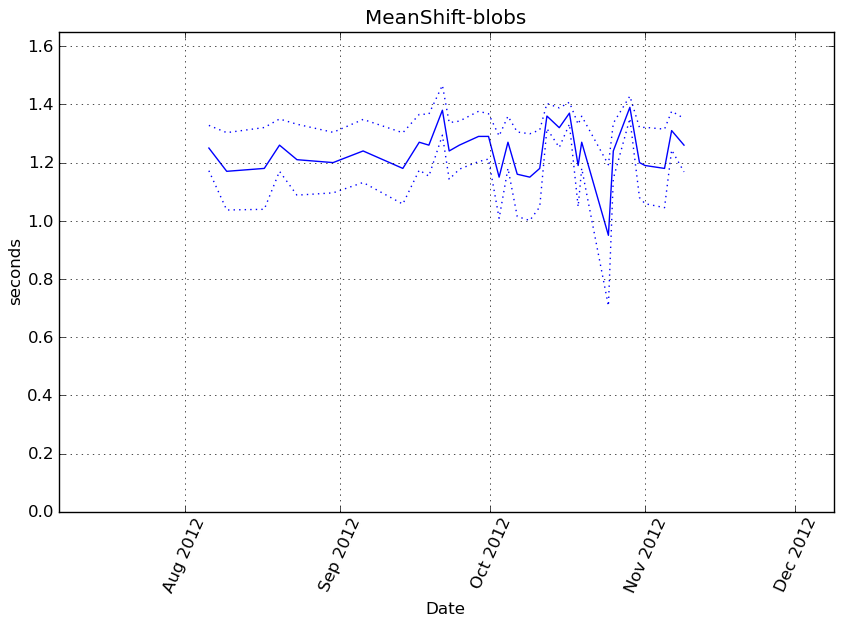 MeanShift-blobs
1.6
1.4
1.2
1.0
0.8
0.6
0.4
0.2
0.0
seconds
Aug 2012
Sep 2012
Oct 2012
Nov 2012
Dec 2012
Date